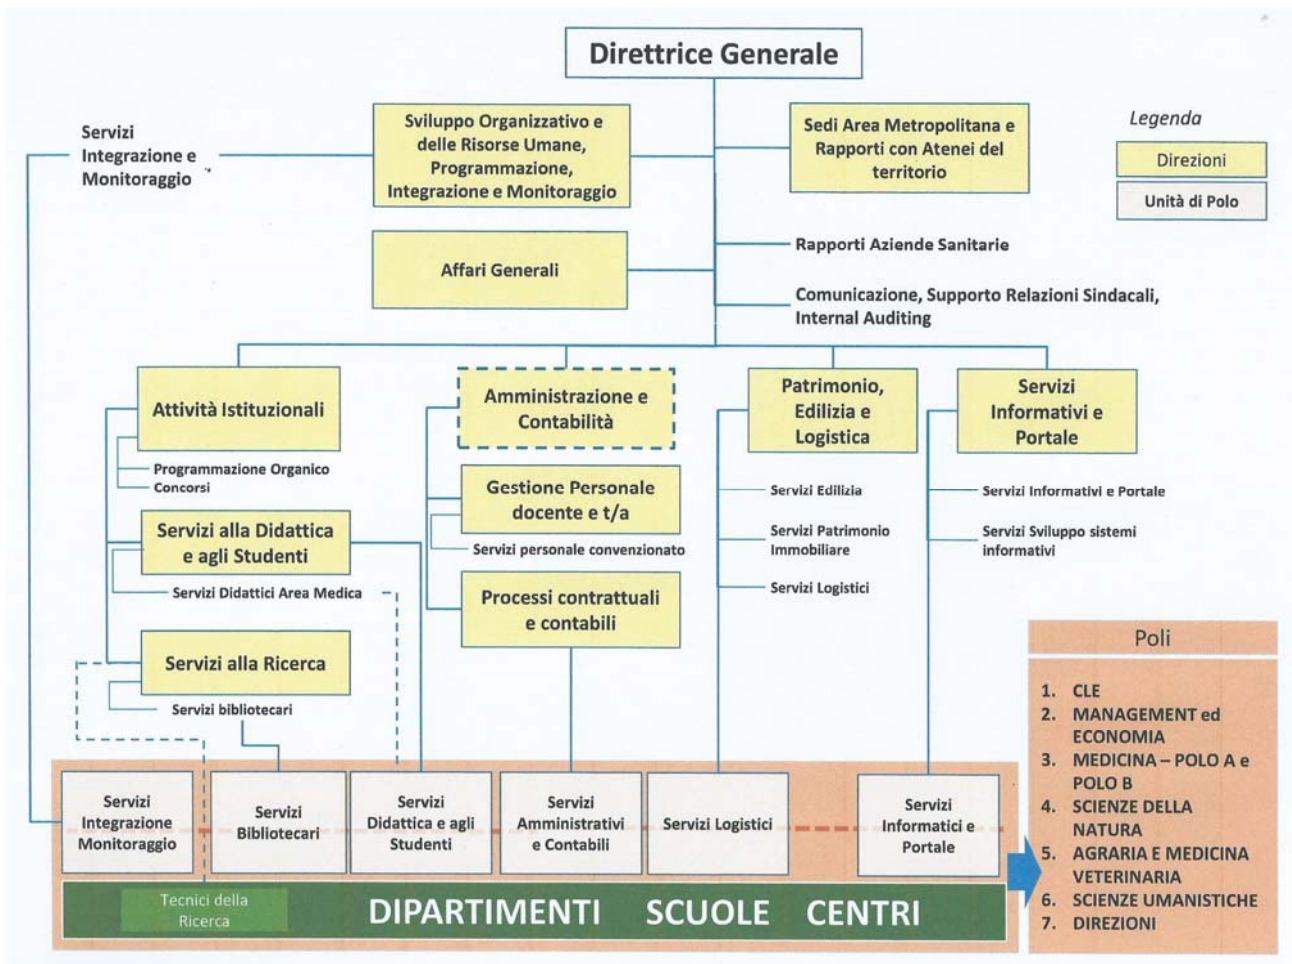 Direttrice Generale
Servizi
Integrazione e
Monitoraggio
Sviluppo Organizzativo e
delle Risorse Umane,
Programmazione,
Integrazione e Monitoraggio
Sedi Area Metropolitana e
Rapporti con Atenei del
territorio
Legenda
Direzioni
Unità di Polo
Affari Generali
Rapporti Aziende Sanitarie
Comunicazione, Supporto Relazioni Sindacali,
Internal Auditing
Attività Istituzionali
Programmazione Organico
Concorsi
Servizi alla Didattica
e agli Studenti
Servizi Didattici Area Medica
Servizi alla Ricerca
Servizi bibliotecari
Amministrazione e
Contabilità
Gestione Personale
docente e t/a
Servizi personale convenzionato
Processi contrattuali
e contabili
Patrimonio,
Edilizia e
Logistica
Servizi Edilizia
Servizi Patrimonio
Immobiliare
Servizi Logistici
Servizi
Informativi e
Portale
Servizi Informativi e Portale
Servizi Sviluppo sistemi
informativi
Servizi
Integrazione
Monitoraggio
Servizi
Bibliotecari
Servizi
Didattica e agli
Studenti
Servizi
Amministrativi
e Contabili
Servizi Logistici
Servizi
Informatici e
Portale
Tecnici della
Ricerca
DIPARTIMENTI SCUOLE CENTRI
Poli
1. CLE
2. MANAGEMENT ed
ECONOMIA
3. MEDICINA – POLO A e
POLO B
4. SCIENZE DELLA
NATURA
5. AGRARIA E MEDICINA
VETERINARIA
6. SCIENZE UMANISTICHE
7. DIREZIONI